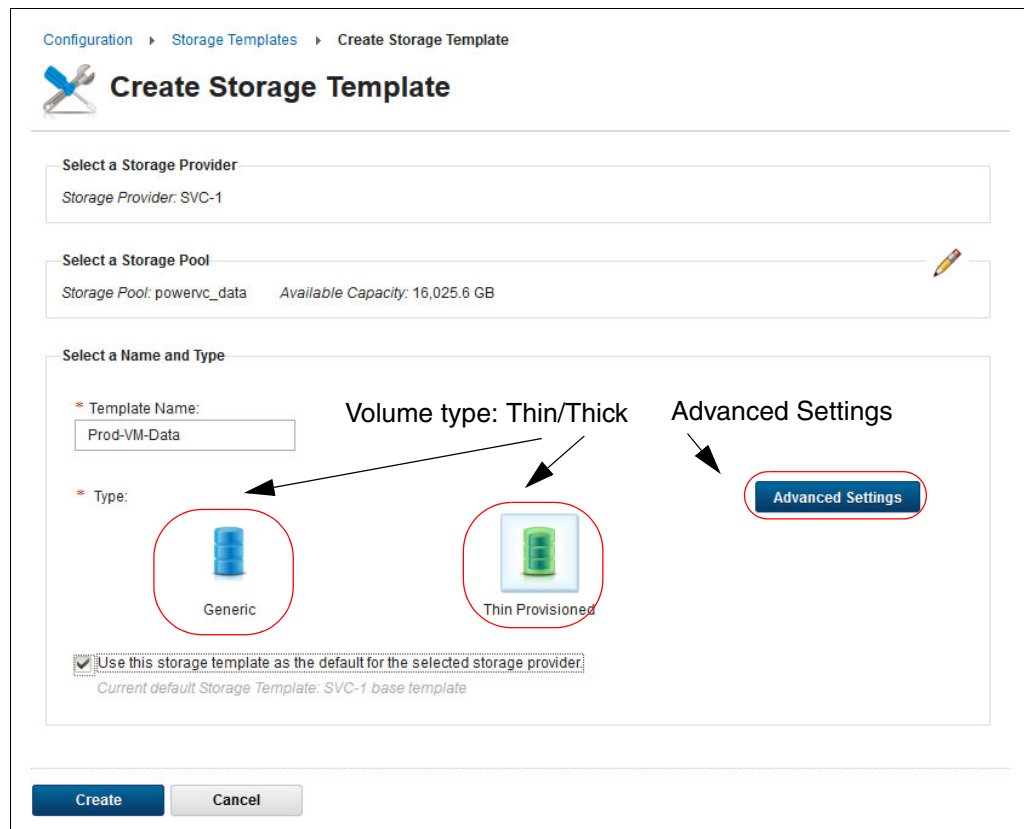 Configuration ▸ Storage Templates ▸ Create Storage Template
Create Storage Template
Select a Storage Provider
Storage Provider: SVC-1
Select a Storage Pool
Storage Pool: powervc_data Available Capacity: 16,025.6 GB
Select a Name and Type
* Template Name:
Volume type: Thin/Thick Advanced Settings
Prod-VM-Data
* Type:
Advanced Settings
Generic Thin Provisioned
Use this storage template as the default for the selected storage provider.
Current default Storage Template: SVC-1 base template
Create Cancel